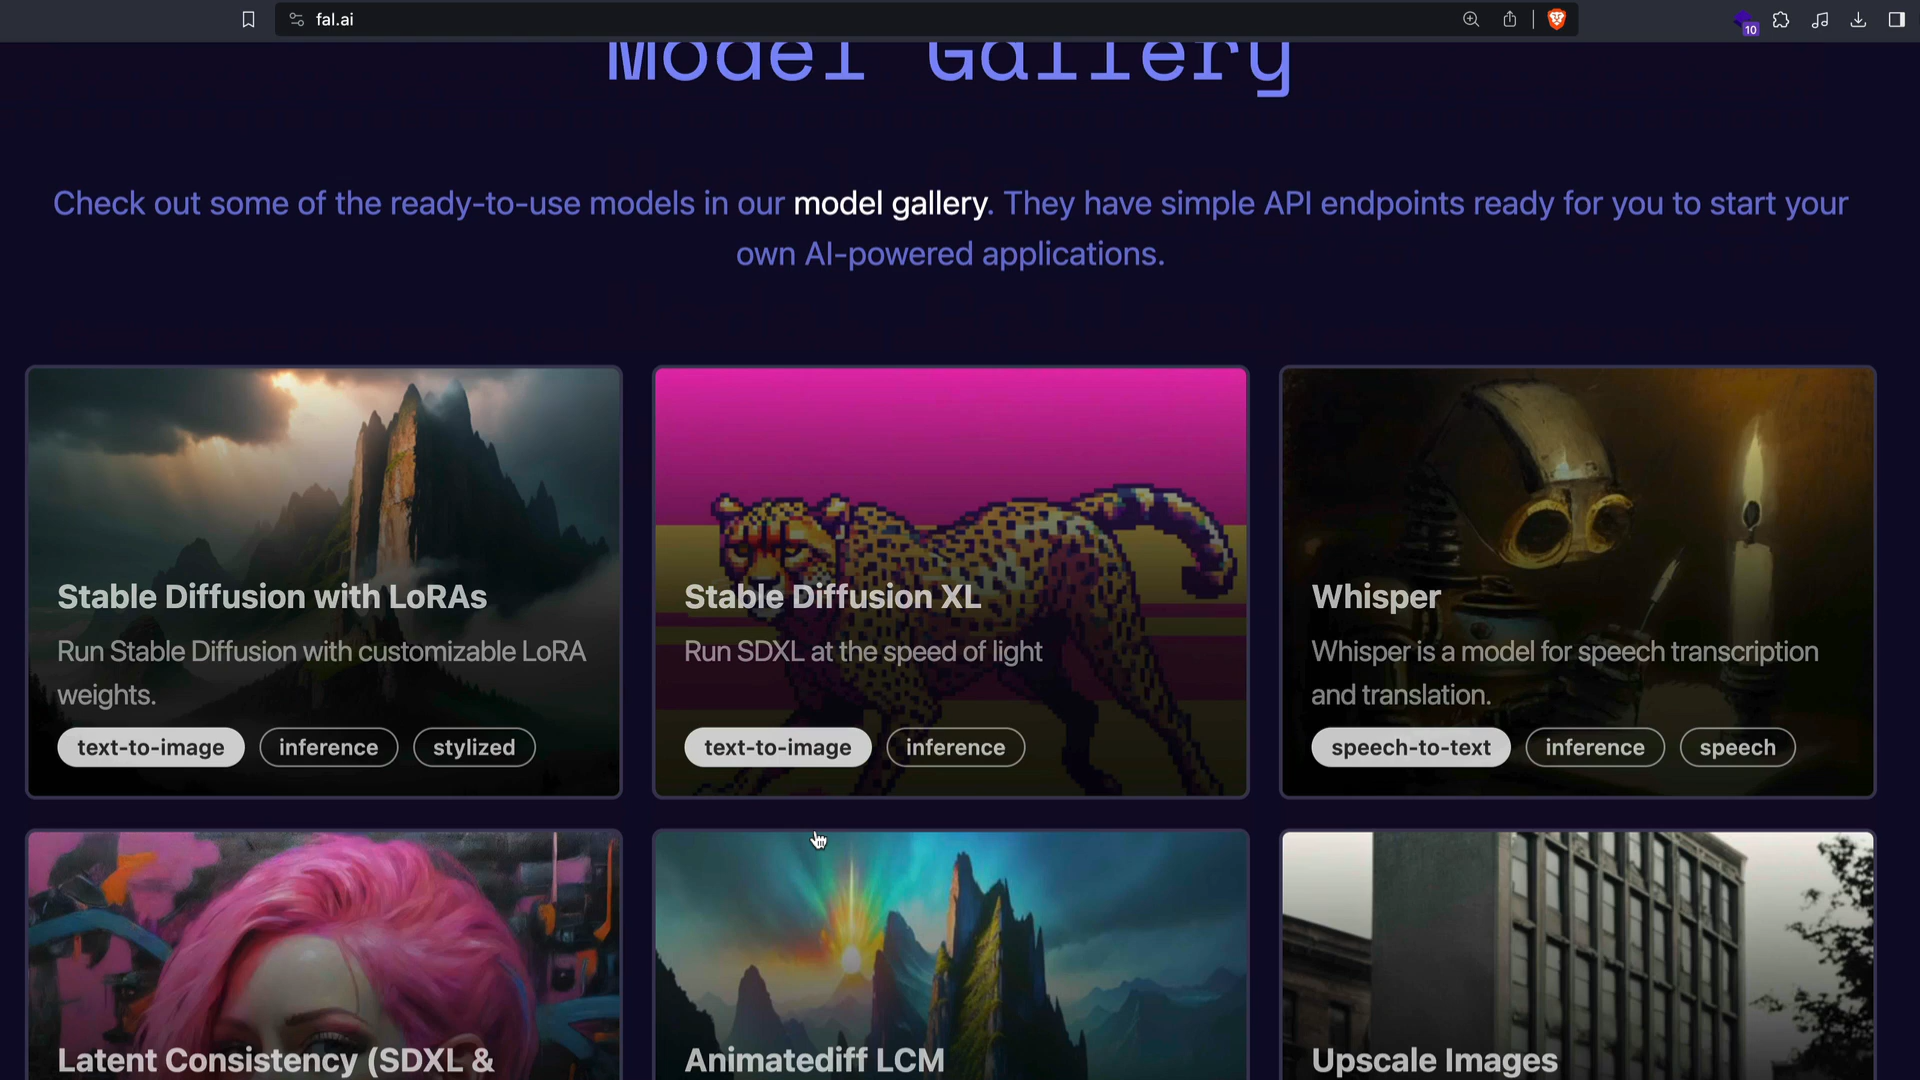 fal.ai
10
Model Gallery
Check out some of the ready-to-use models in our model gallery. They have simple API endpoints ready for you to start your
own AI-powered applications.
Stable Diffusion with LoRAs
Run Stable Diffusion with customizable LoRA
weights.
text-to-image inference stylized
Stable Diffusion XL
Run SDXL at the speed of light
text-to-image inference
Whisper
Whisper is a model for speech transcription
and translation.
speech-to-text inference speech
Latent Consistency (SDXL &
Animatediff LCM
Upscale Images